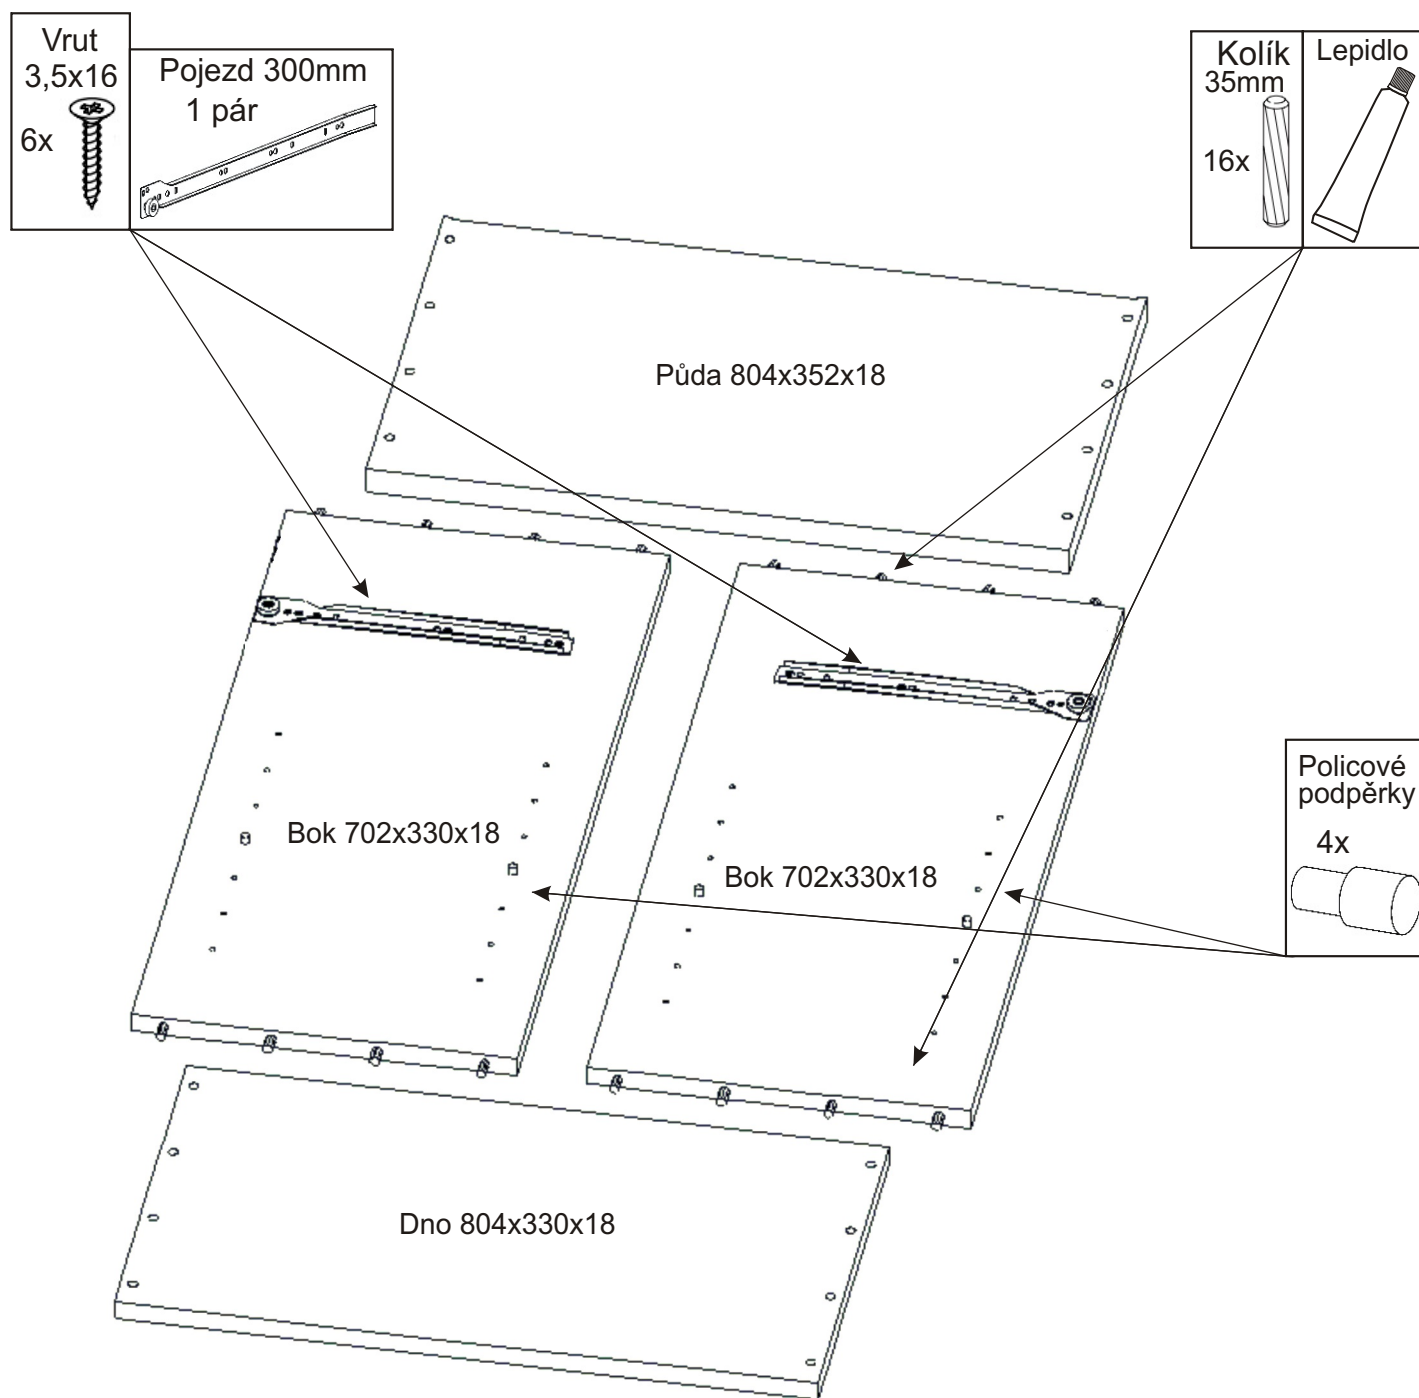 Vrut
3,5x16
6x
Pojezd 300mm
1 pár
Kolík
35mm
16x
Lepidlo
Půda 804x352x18
Bok 702x330x18
Bok 702x330x18
Policové
podpěrky
4x
Dno 804x330x18